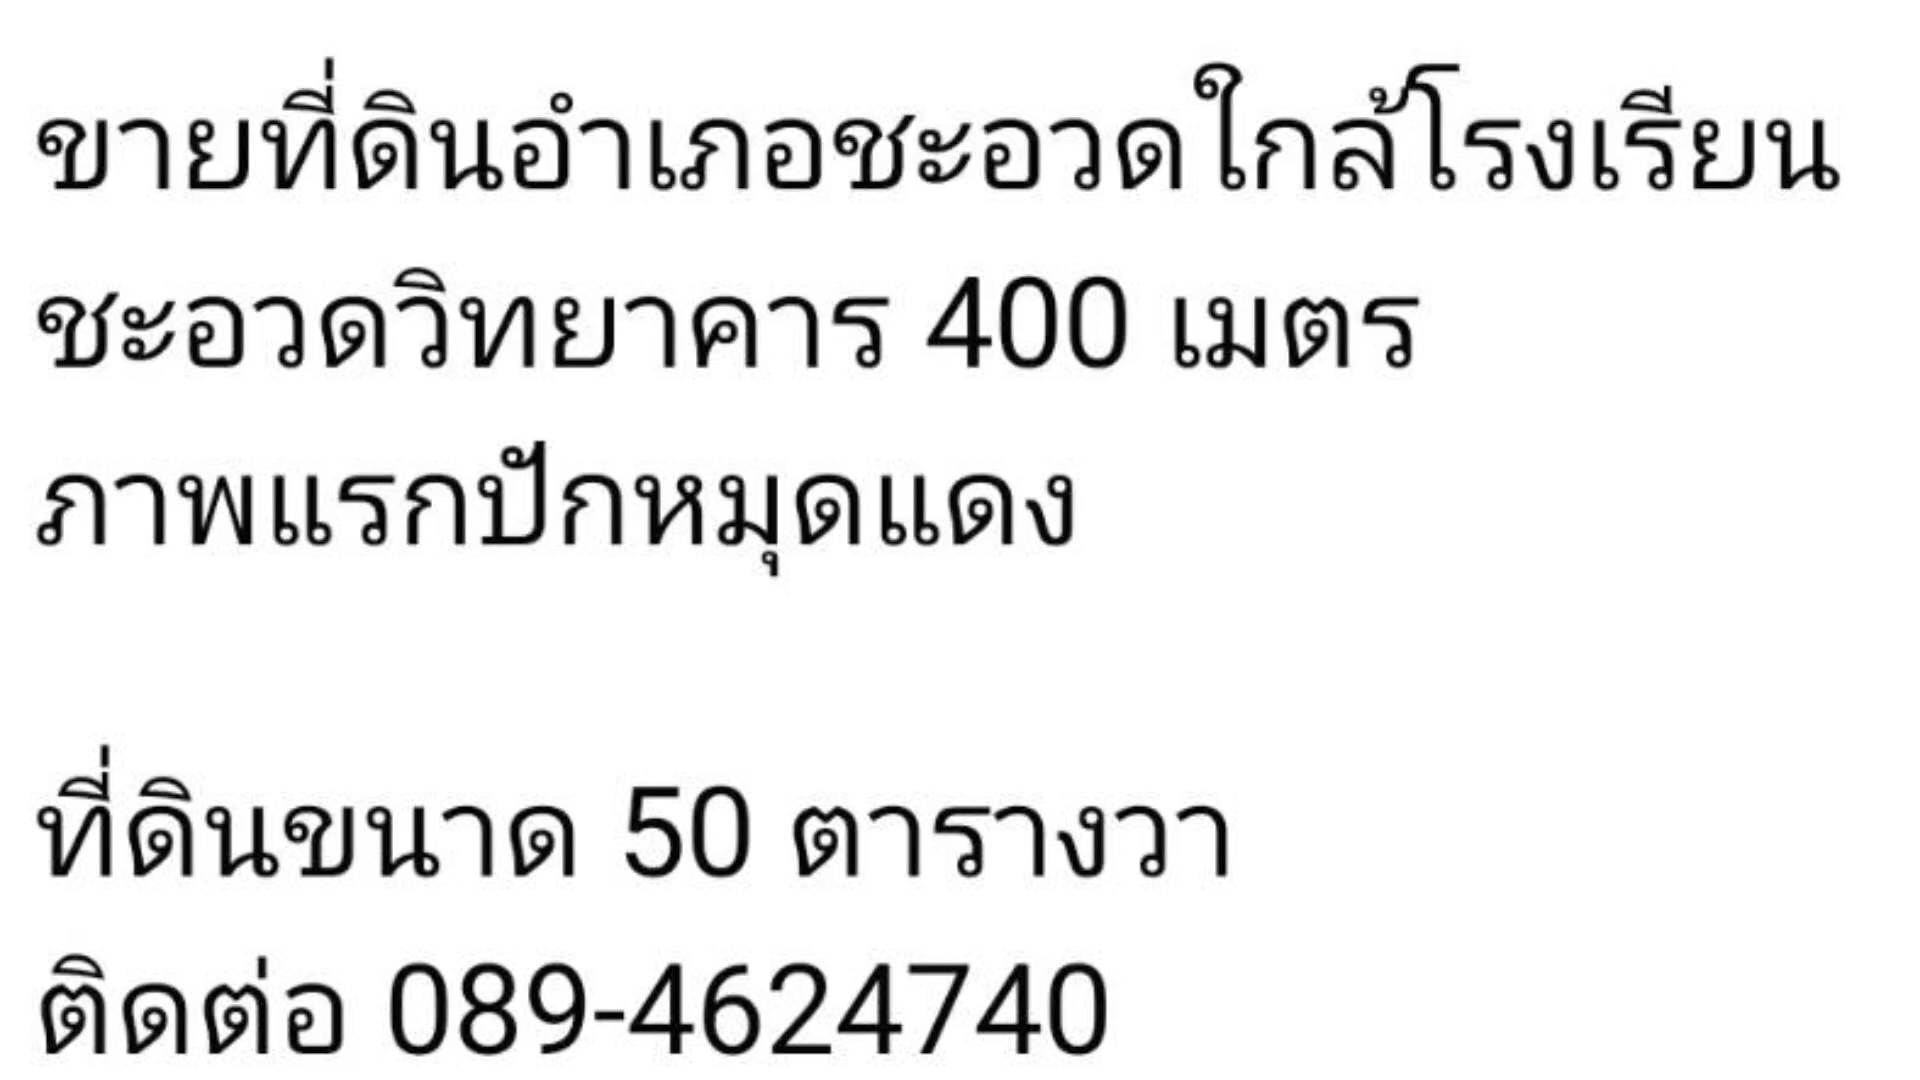 ขายที่ดินอำเภอชะอวดใกล้โรงเรียน
ชะอวดวิทยาคาร 400 เมตร
ภาพแรกปักหมุดแดง
ที่ดินขนาด 50 ตารางวา
ติดต่อ 089-4624740